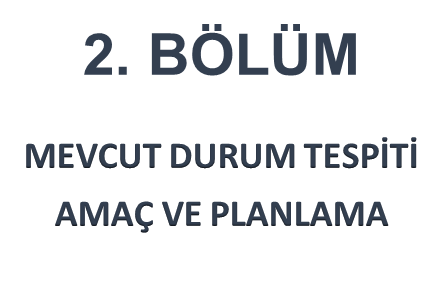 2. BÖLÜM
MEVCUT DURUM TESPİTİ
AMAÇ VE PLANLAMA